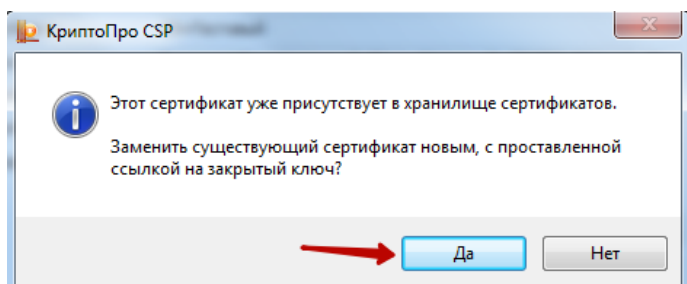 КриптоПро CSP
Этот сертификат уже присутствует в хранилище сертификатов.
Заменить существующий сертификат новым, с проставленной
ссылкой на закрытый ключ?
Да
Нет